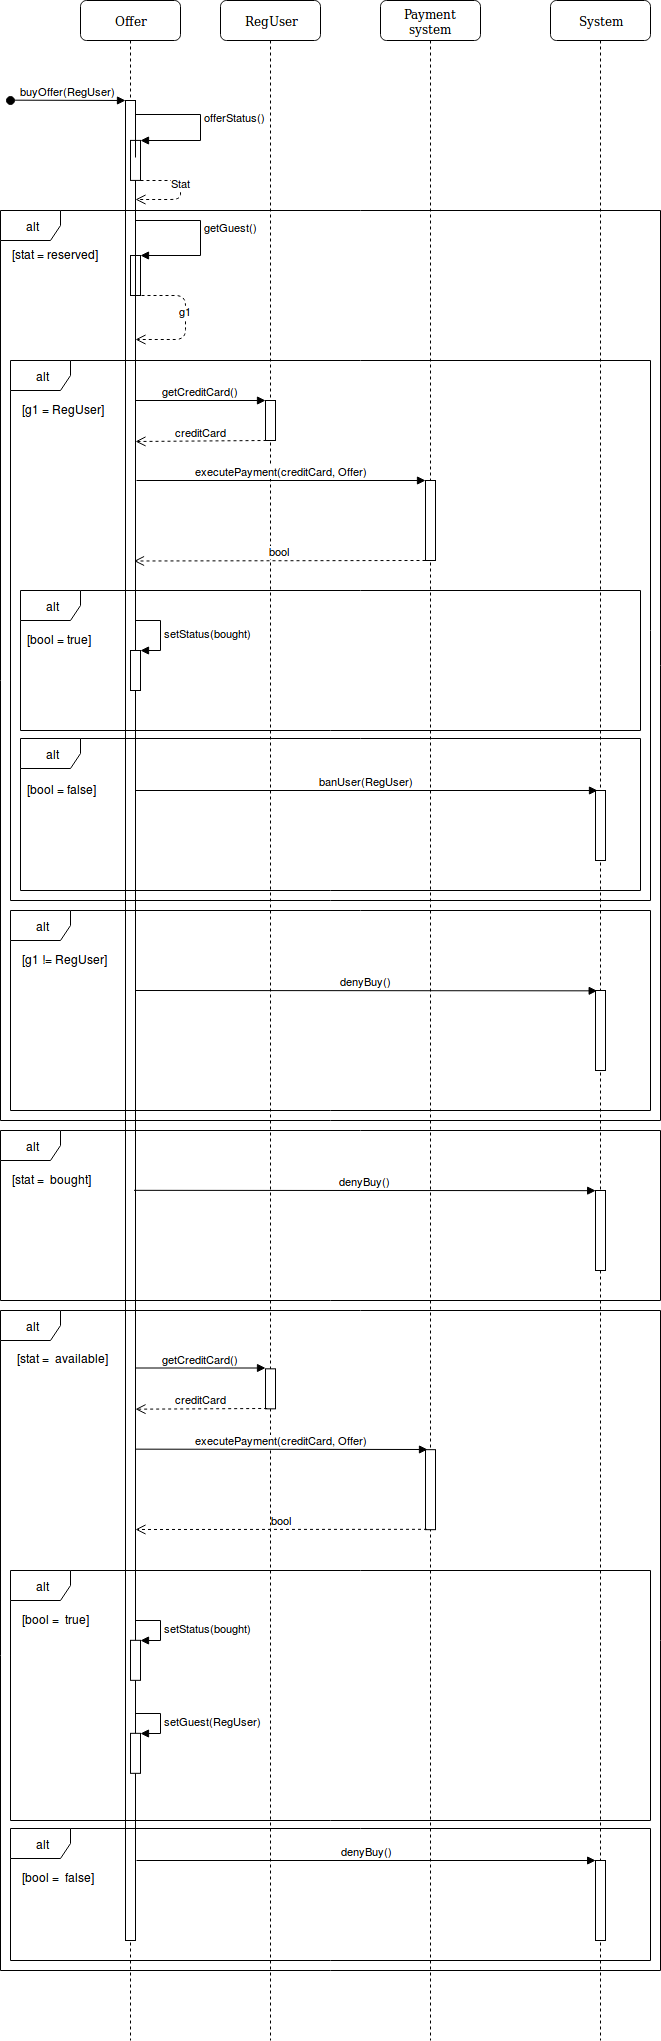 Offer
RegUser
Payment
system
System
buyOffer(RegUser)
offerStatus()
Stat
alt
[stat = reserved]
getGuest()
g1
alt
[g1 = RegUser]
getCreditCard()
creditCard
executePayment(creditCard, Offer)
bool
alt
[bool = true]
setStatus(bought)
alt
[bool = false]
banUser(RegUser)
alt
[g1 != RegUser]
denyBuy()
alt
[stat = bought]
denyBuy()
alt
[stat = available]
getCreditCard()
creditCard
executePayment(creditCard, Offer)
bool
alt
[bool = true]
setStatus(bought)
setGuest(RegUser)
alt
[bool = false]
denyBuy()